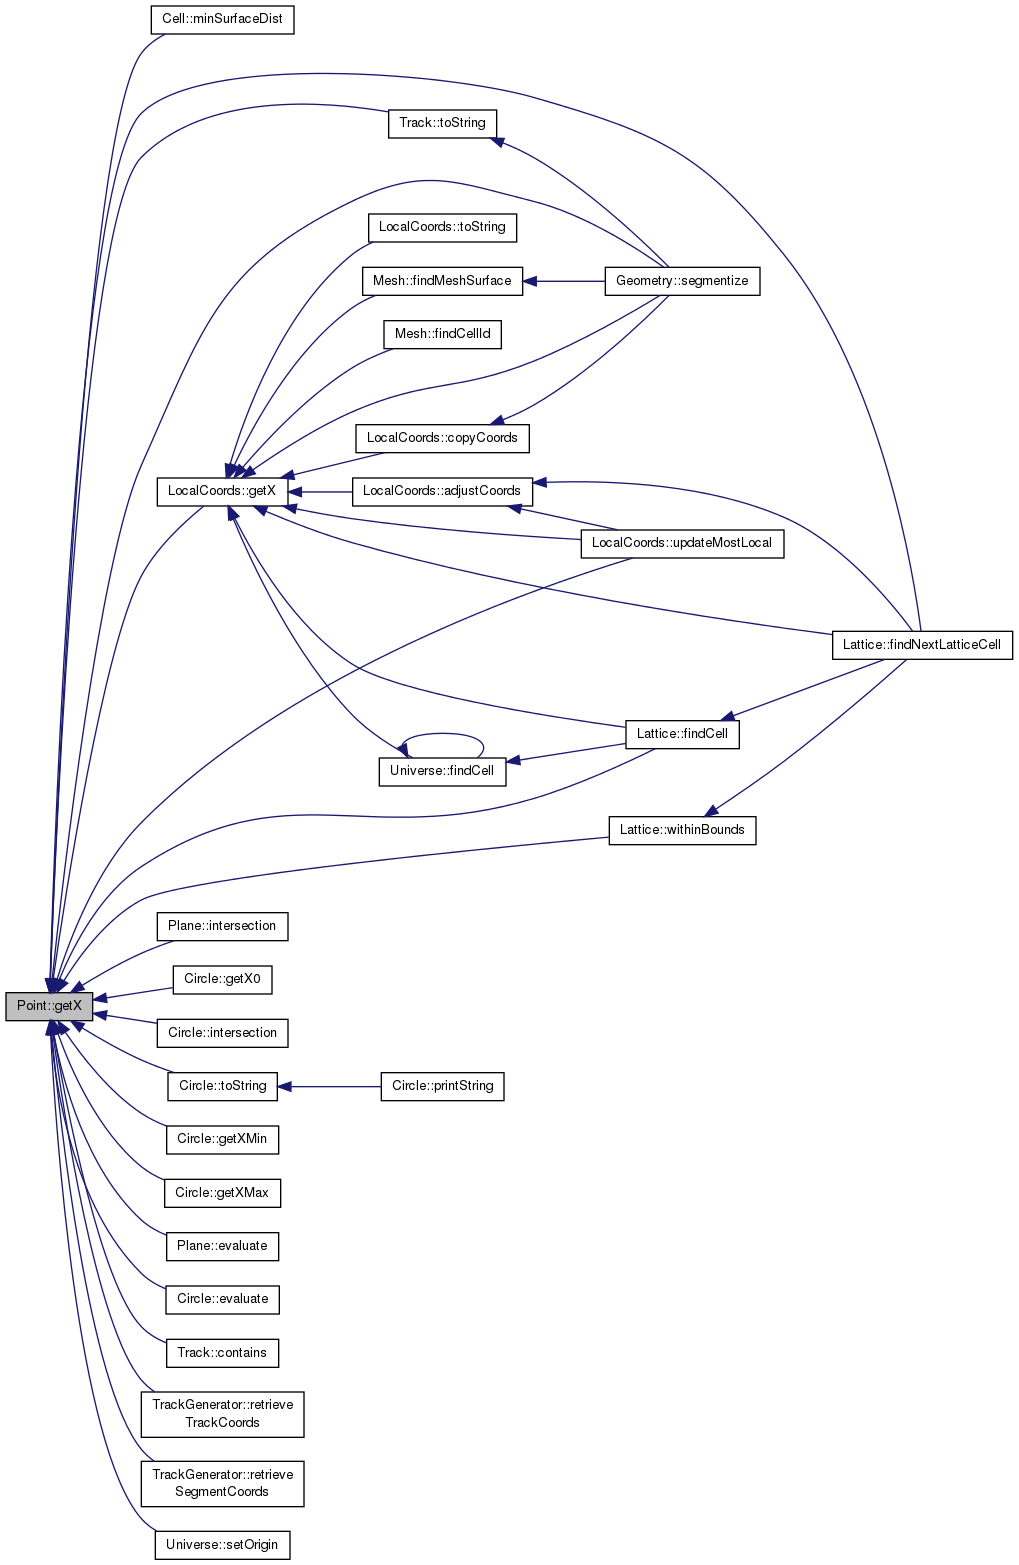 Cell::minSurfaceDist
Track::toString
LocalCoords::toString
Mesh::findMeshSurface
Geometry::segmentize
Mesh::findCellId
LocalCoords::copyCoords
LocalCoords::getX
LocalCoords::adjustCoords
LocalCoords::updateMostLocal
Lattice::findNextLatticeCell
Lattice::findCell
Universe::findCell
Lattice::withinBounds
Plane::intersection
Circle::getX0
Point::getX
Circle::intersection
Circle::toString
Circle::printString
Circle::getXMin
Circle::getXMax
Plane::evaluate
Circle::evaluate
Track::contains
TrackGenerator::retrieve
TrackCoords
TrackGenerator::retrieve
SegmentCoords
Universe::setOrigin